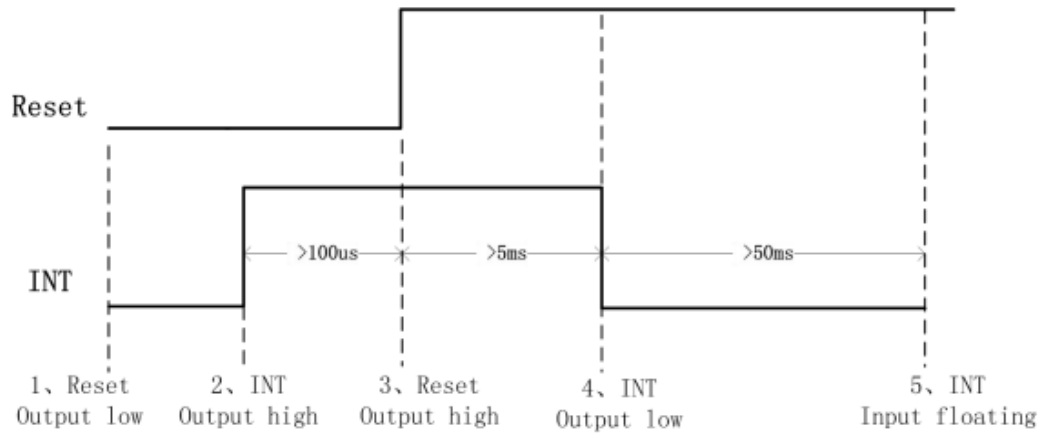 Reset
>100us
>5ms
>50ms
INT
1、Reset
Output low
2、INT
Output high
3、Reset
Output high
4、INT
Output low
5、INT
Input floating